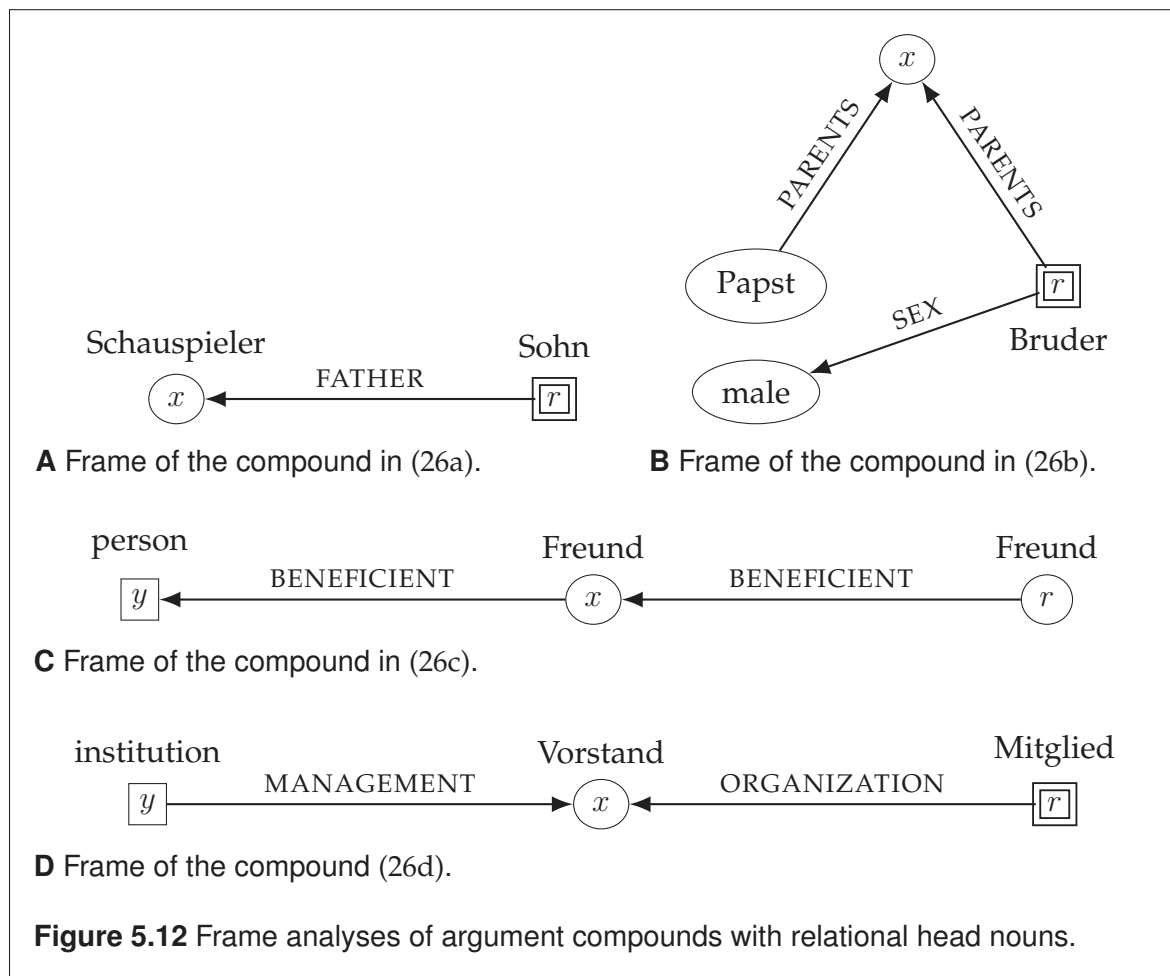 x
PARENTS
PARENTS
Papst
r
SEX
Bruder
male
Schauspieler
Sohn
FATHER
x
r
A Frame of the compound in (26a).
B Frame of the compound in (26b).
person
Freund
Freund
BENEFICIENT
BENEFICIENT
y
x
r
C Frame of the compound in (26c).
institution
Vorstand
Mitglied
MANAGEMENT
ORGANIZATION
y
x
r
D Frame of the compound (26d).
Figure 5.12 Frame analyses of argument compounds with relational head nouns.